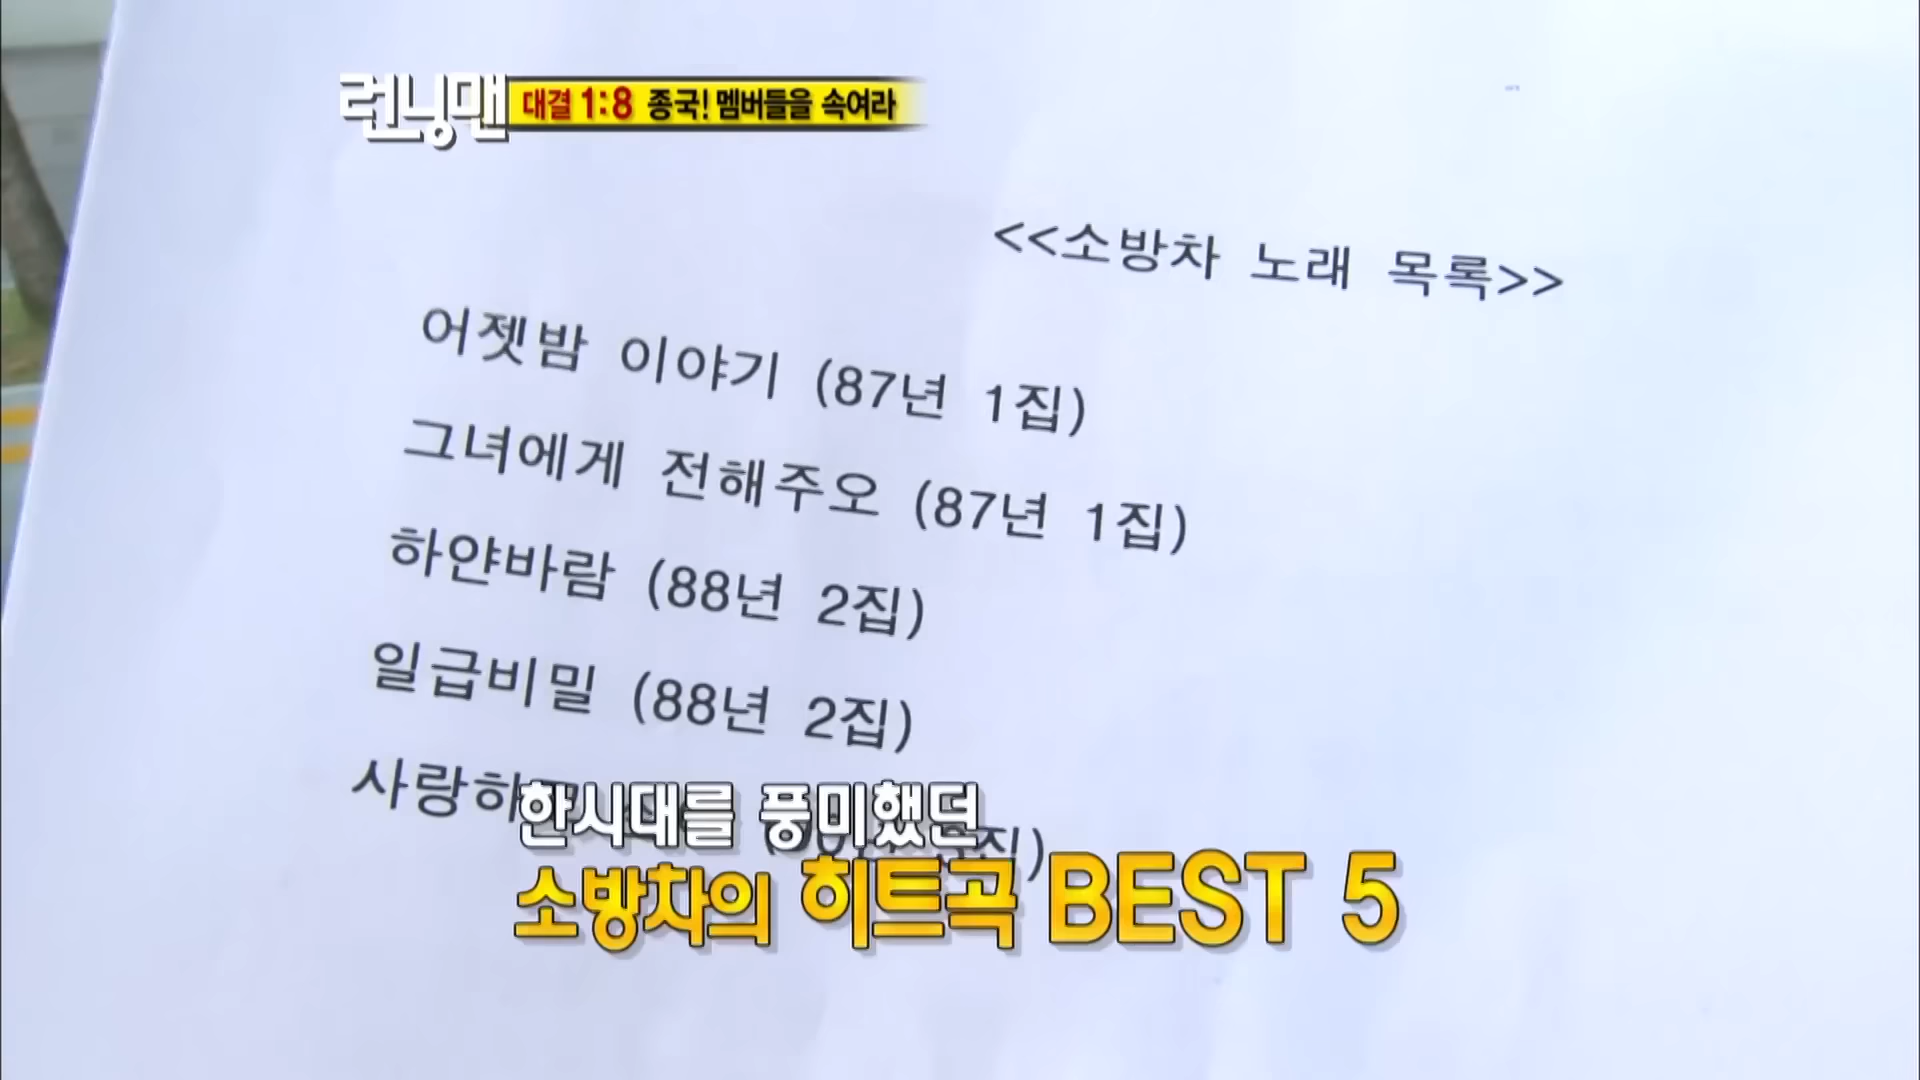 런닝맨 대결 1:8 종국! 멤버들을 속여라
<<소방차 노래 목록>>
어젯밤 이야기 (87년 1집)
그녀에게 전해주오 (87년 1집)
하얀바람 (88년 2집)
일급비밀 (88년 2집)
한시대를 풍미했던
소방차의 히트곡 BEST 5